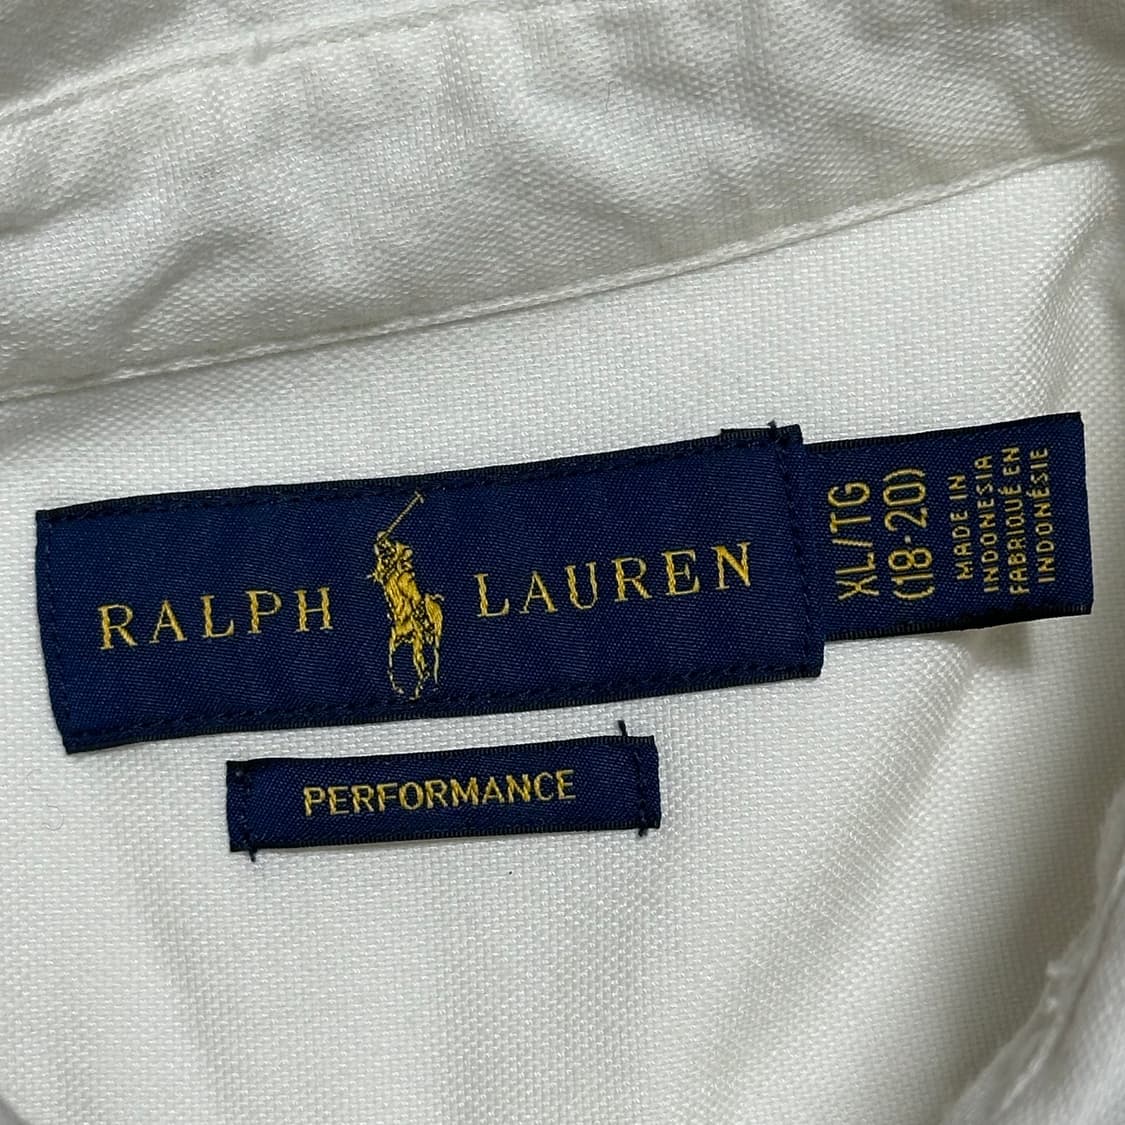 RALPH LAUREN
PERFORMANCE
XL/TG
(18-20)
MADE IN
INDONESIA
FABRIQUÉ EN
INDONÉSIE